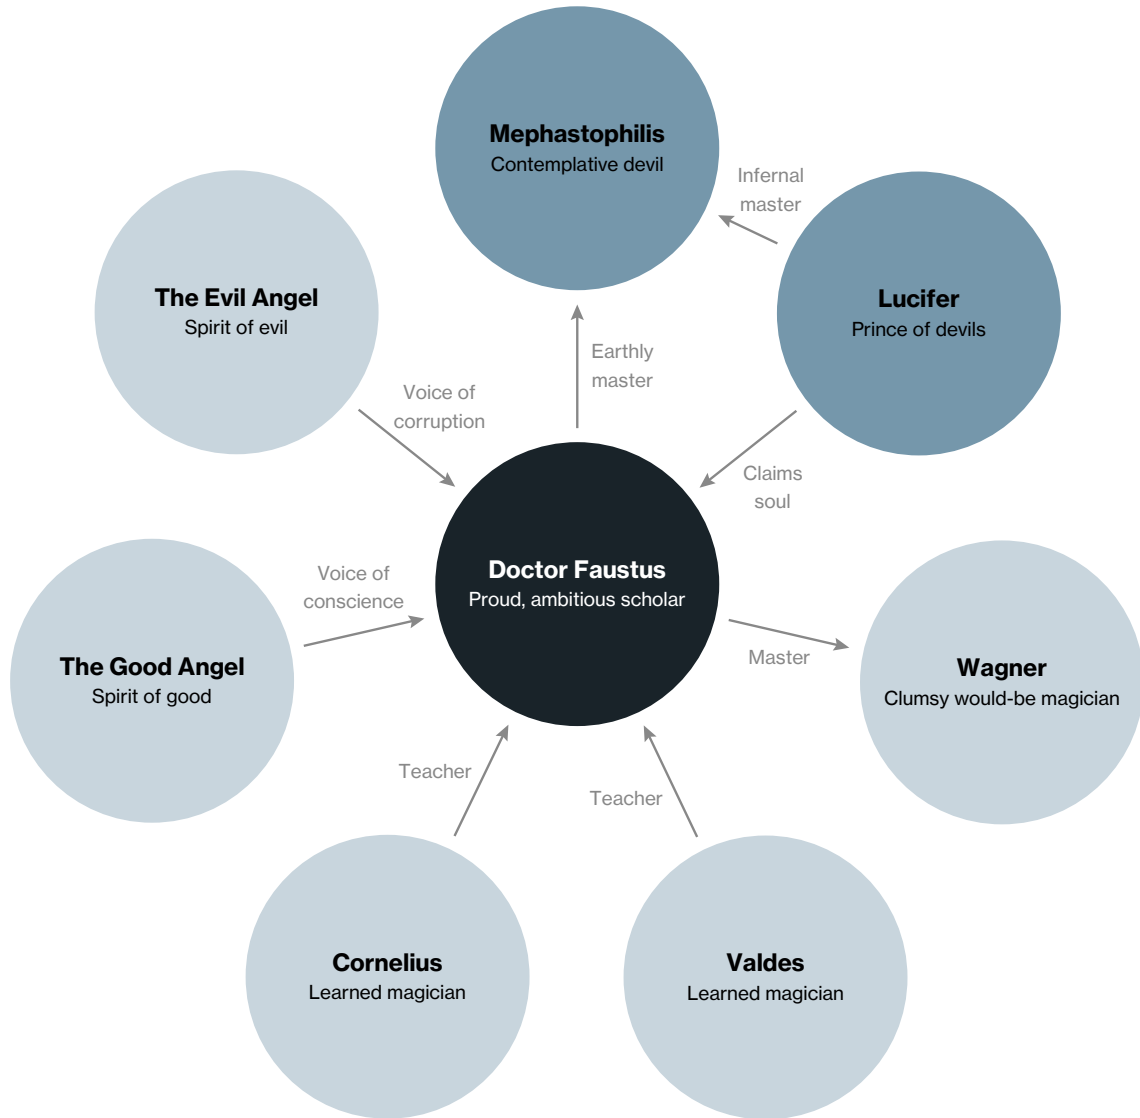 Mephastophilis
Contemplative devil
Infernal
master
The Evil Angel
Spirit of evil
Lucifer
Prince of devils
Earthly
master
Voice of
corruption
Claims
soul
Doctor Faustus
Proud, ambitious scholar
Voice of
conscience
The Good Angel
Spirit of good
Master
Wagner
Clumsy would-be magician
Teacher
Teacher
Cornelius
Learned magician
Valdes
Learned magician